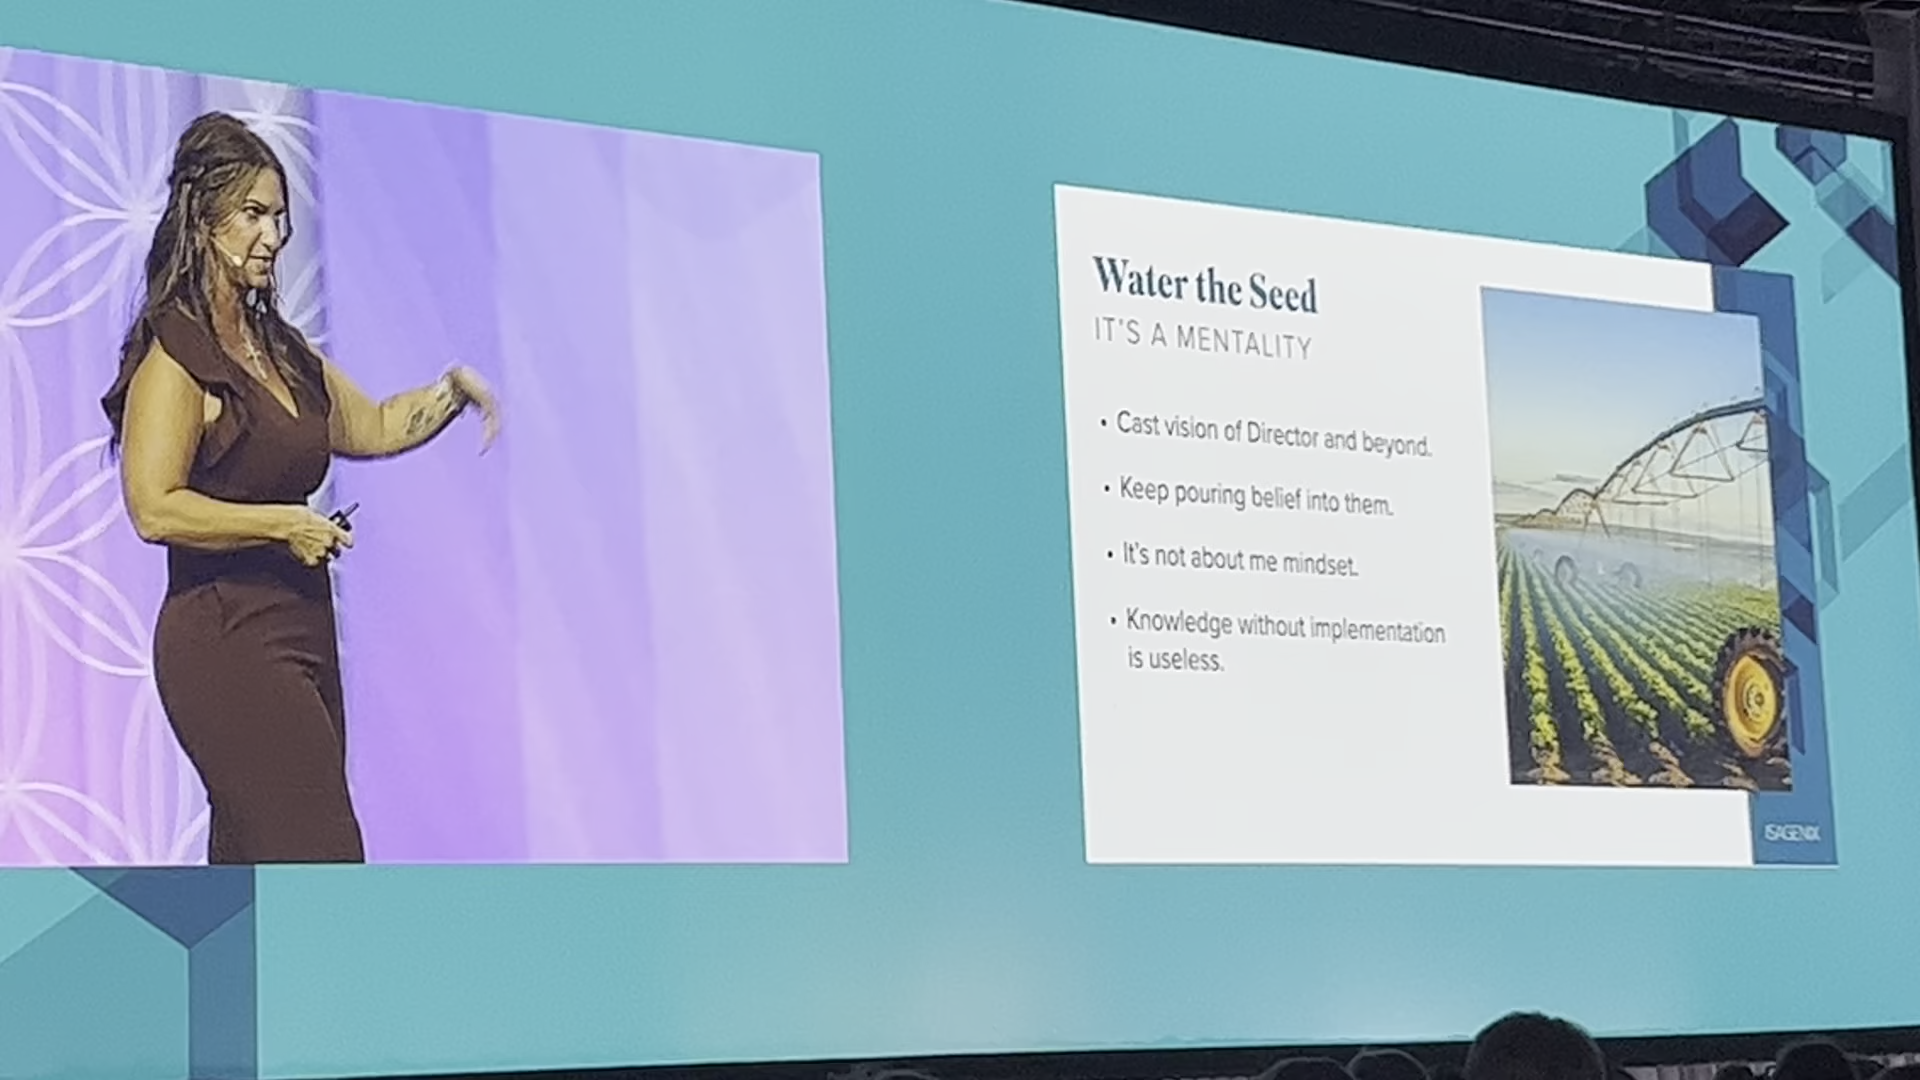 Water the Seed
IT'S A MENTALITY
• Cast vision of Director and beyond.
• Keep pouring belief into them.
• It's not about me mindset.
• Knowledge without implementation
is useless.
ISAGENIX